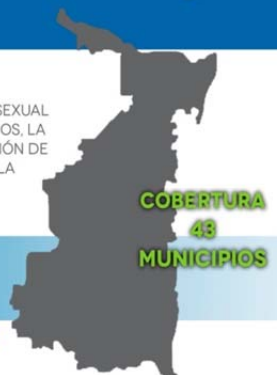 SEXUAL
OS, LA
IÓN DE
LA
COBERTURA
43
MUNICIPIOS